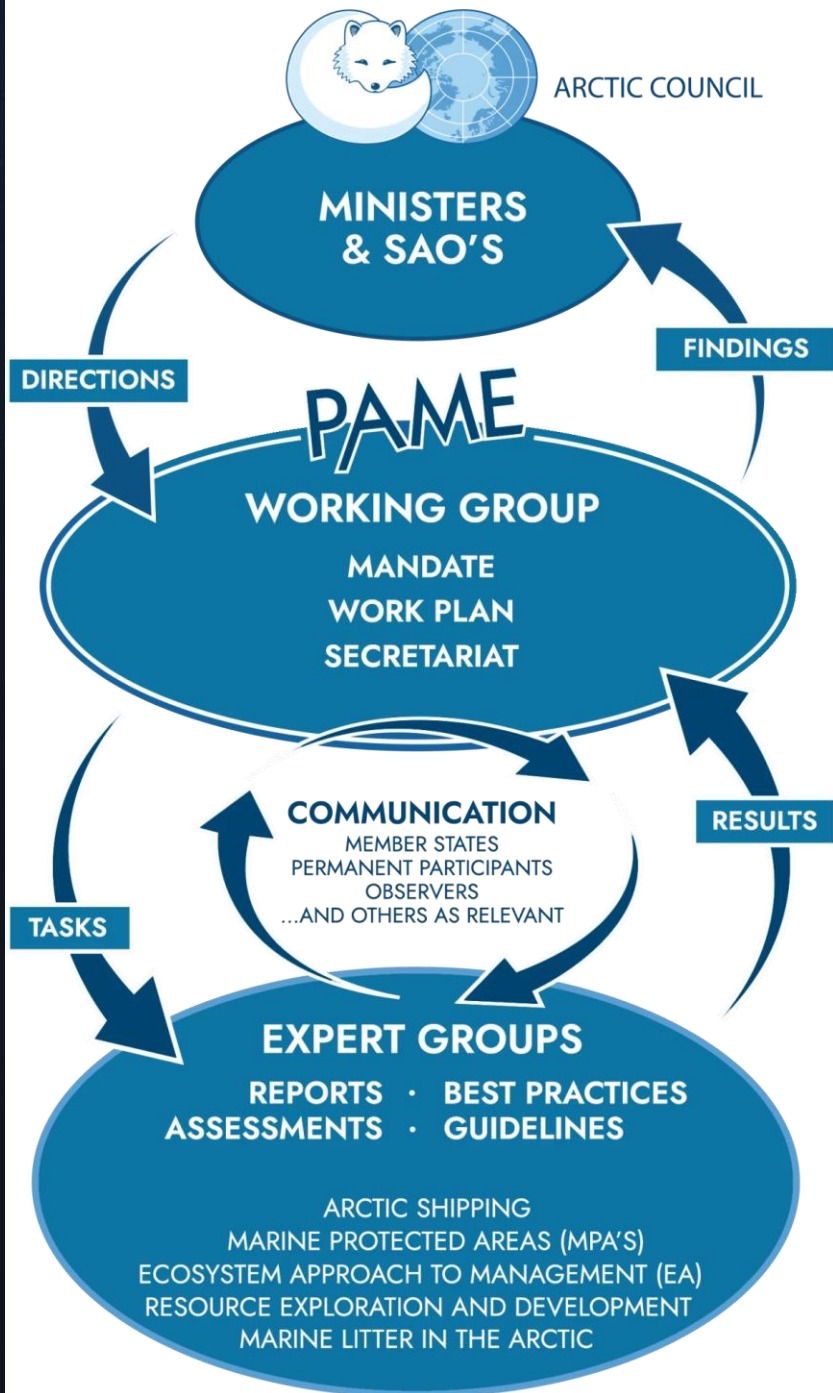 ARCTIC COUNCIL
MINISTERS
& SAO'S
DIRECTIONS
FINDINGS
PAME
WORKING GROUP
MANDATE
WORK PLAN
SECRETARIAT
COMMUNICATION
MEMBER STATES
PERMANENT PARTICIPANTS
OBSERVERS
...AND OTHERS AS RELEVANT
TASKS
RESULTS
EXPERT GROUPS
REPORTS · BEST PRACTICES
ASSESSMENTS · GUIDELINES
ARCTIC SHIPPING
MARINE PROTECTED AREAS (MPA'S)
ECOSYSTEM APPROACH TO MANAGEMENT (EA)
RESOURCE EXPLORATION AND DEVELOPMENT
MARINE LITTER IN THE ARCTIC